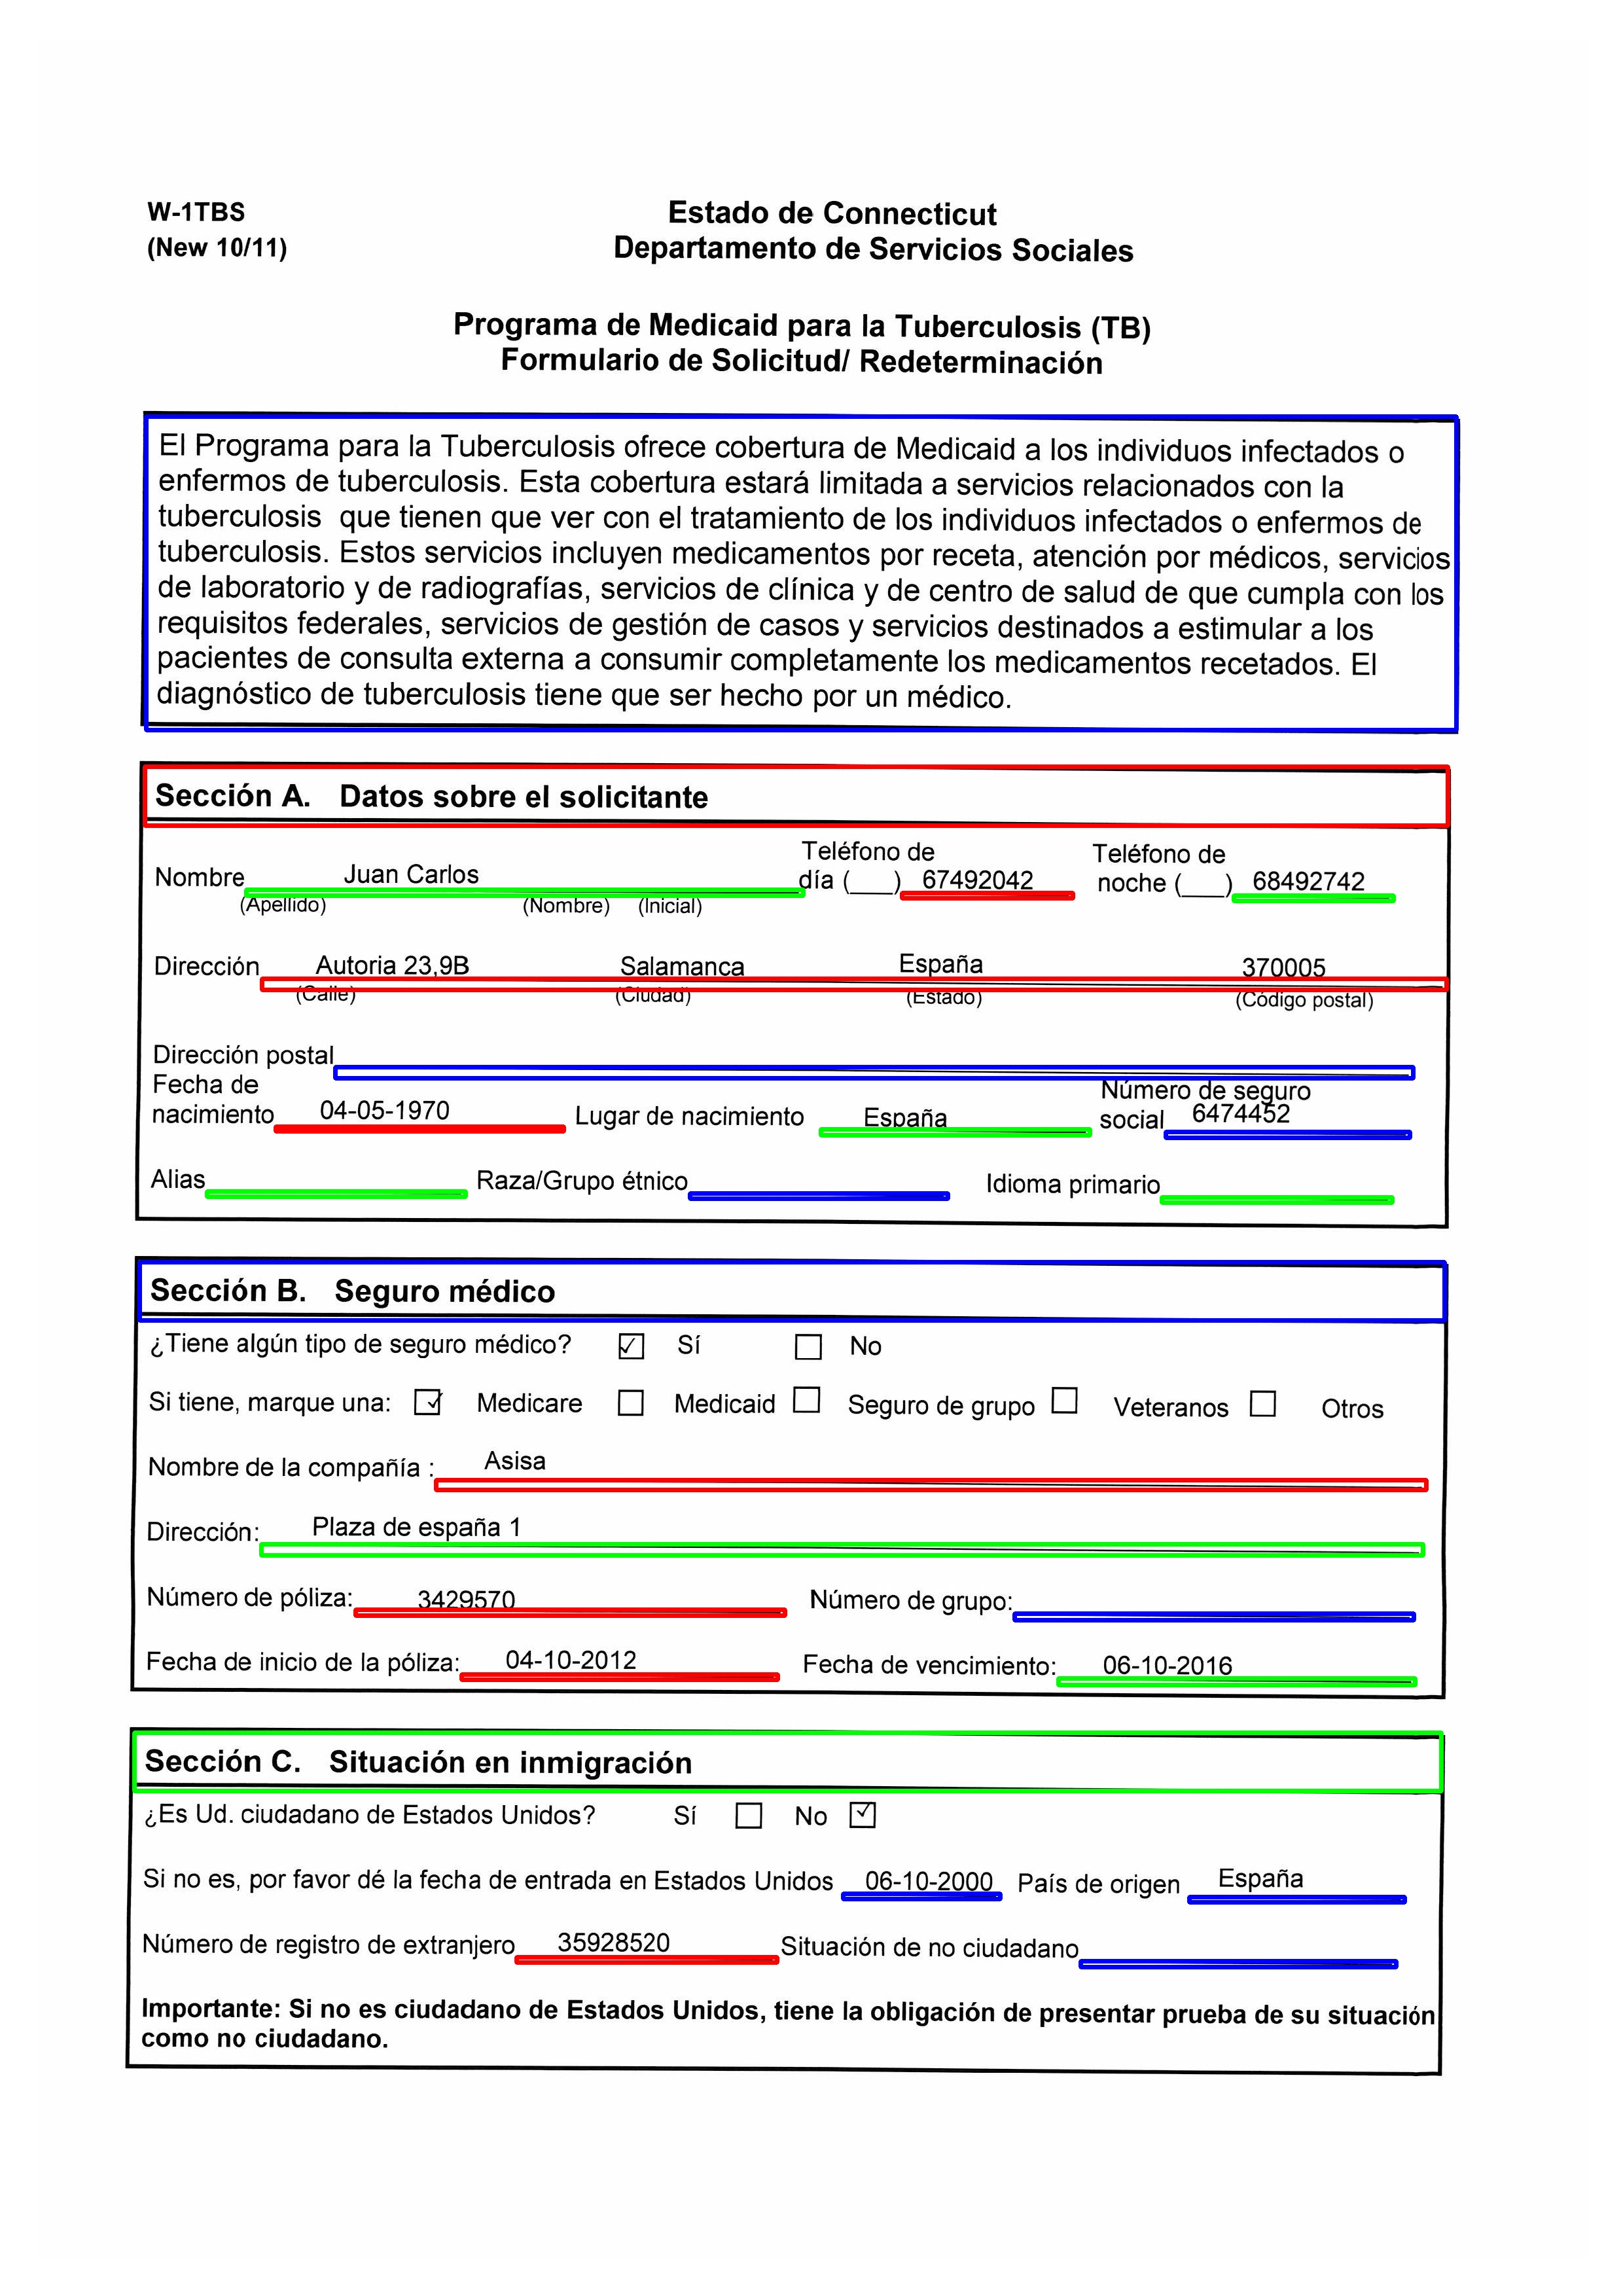 W-1TBS
(New 10/11)
Estado de Connecticut
Departamento de Servicios Sociales
Programa de Medicaid para la Tuberculosis (TB)
Formulario de Solicitud/ Redeterminación
El Programa para la Tuberculosis ofrece cobertura de Medicaid a los individuos infectados o
enfermos de tuberculosis. Esta cobertura estará limitada a servicios relacionados con la
tuberculosis que tienen que ver con el tratamiento de los individuos infectados o enfermos de
tuberculosis. Estos servicios incluyen medicamentos por receta, atención por médicos, servicios
de laboratorio y de radiografías, servicios de clínica y de centro de salud de que cumpla con los
requisitos federales, servicios de gestión de casos y servicios destinados a estimular a los
pacientes de consulta externa a consumir completamente los medicamentos recetados. El
diagnóstico de tuberculosis tiene que ser hecho por un médico.
Sección A. Datos sobre el solicitante
Teléfono de Teléfono de
Nombre Juan Carlos día (___) 67492042 noche (___) 68492742
(Apellido) (Nombre) (Inicial)
Dirección Autoria 23,9B Salamanca España 370005
(Calle) (Ciudad) (Estado) (Código postal)
Dirección postal
Fecha de Número de seguro
nacimiento 04-05-1970 Lugar de nacimiento España social 6474452
Alias Raza/Grupo étnico Idioma primario
Sección B. Seguro médico
¿Tiene algún tipo de seguro médico? ☑ Sí ☐ No
Si tiene, marque una: ☑ Medicare ☐ Medicaid ☐ Seguro de grupo ☐ Veteranos ☐ Otros
Nombre de la compañía : Asisa
Dirección: Plaza de españa 1
Número de póliza: 3429570 Número de grupo:
Fecha de inicio de la póliza: 04-10-2012 Fecha de vencimiento: 06-10-2016
Sección C. Situación en inmigración
¿Es Ud. ciudadano de Estados Unidos? Sí ☐ No ☑
Si no es, por favor dé la fecha de entrada en Estados Unidos 06-10-2000 País de origen España
Número de registro de extranjero 35928520 Situación de no ciudadano
Importante: Si no es ciudadano de Estados Unidos, tiene la obligación de presentar prueba de su situación
como no ciudadano.